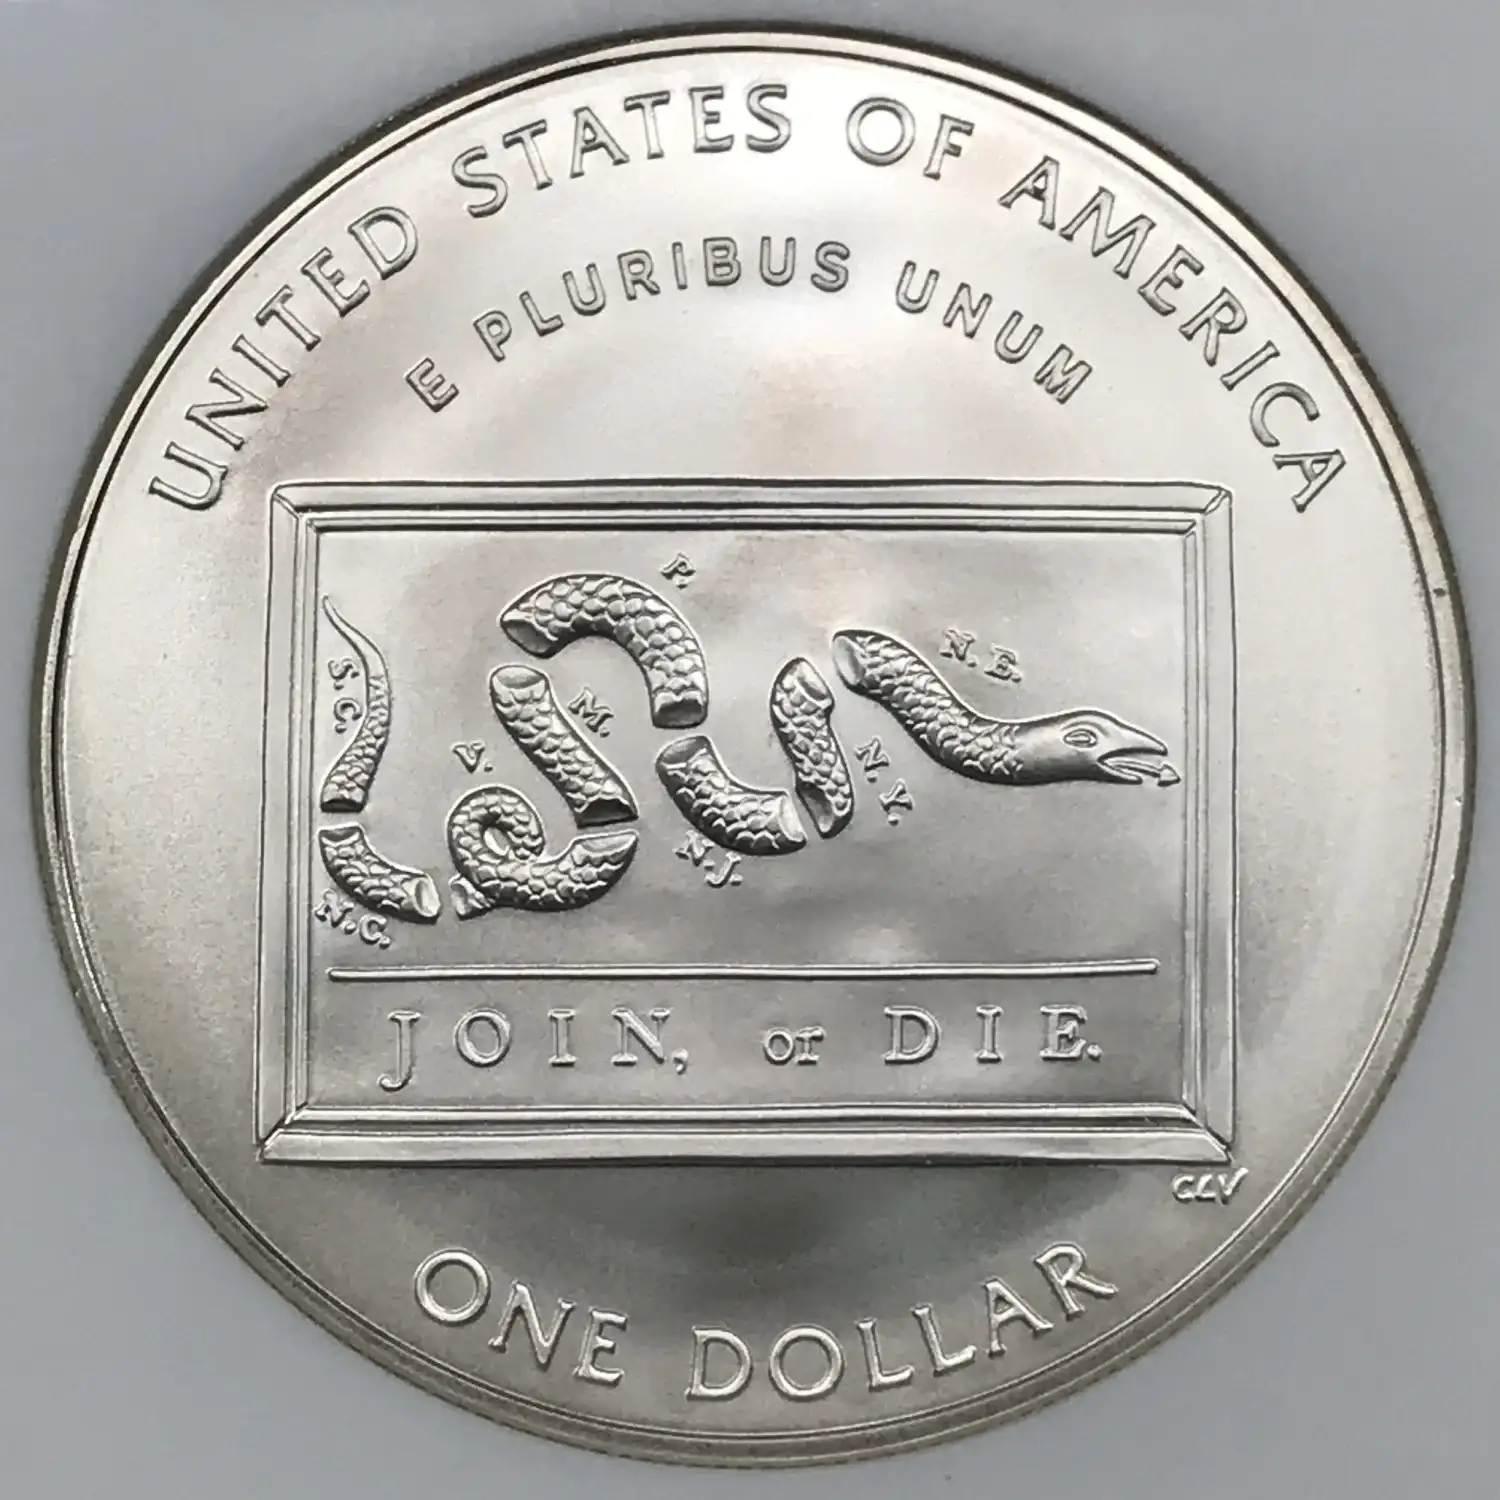 UNITED STATES OF AMERICA
E PLURIBUS UNUM
P.
N.E.
S.C.
M.
V.
N.Y.
N.J.
N.C.
JOIN, or DIE.
CLV
ONE DOLLAR